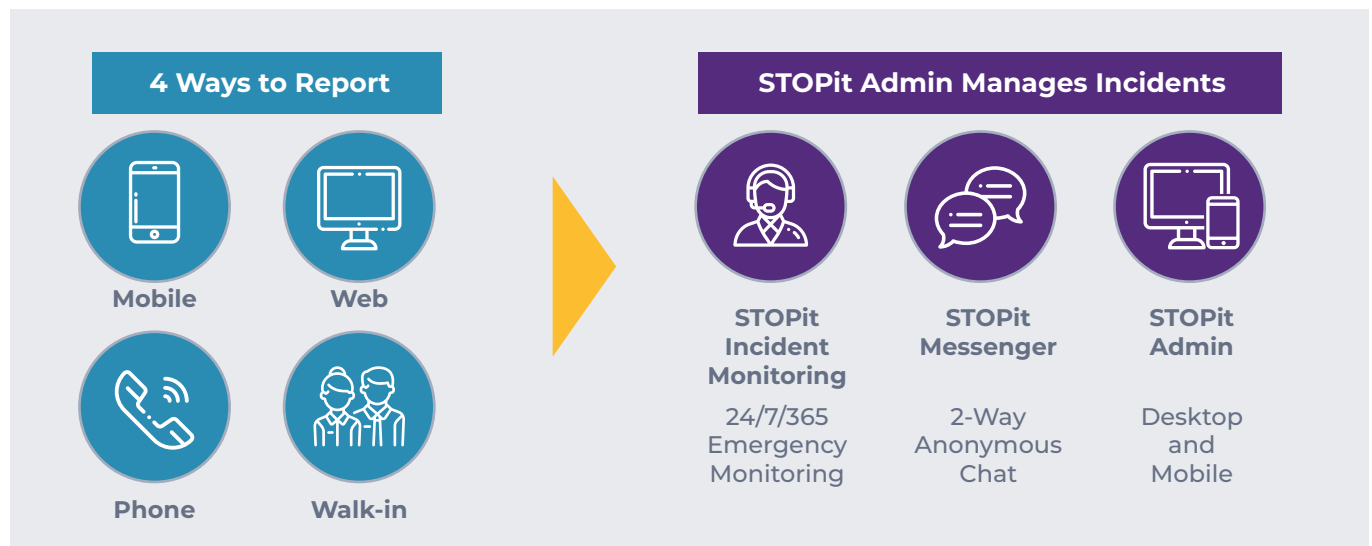 4 Ways to Report
Mobile
Web
Phone
Walk-in
STOPit Admin Manages Incidents
STOPit
Incident
Monitoring
24/7/365
Emergency
Monitoring
STOPit
Messenger
2-Way
Anonymous
Chat
STOPit
Admin
Desktop
and
Mobile